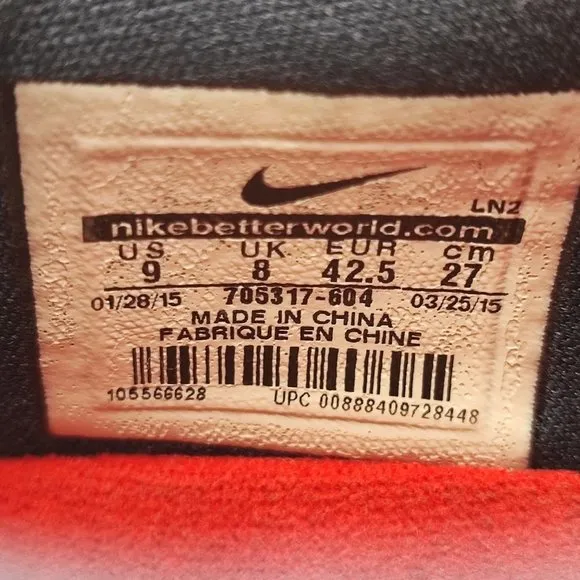 LN2
nikebetterworld.com
US UK EUR cm
9 8 42.5 27
01/28/15 705317-604 03/25/15
MADE IN CHINA
FABRIQUE EN CHINE
105566628 UPC 00888409728448